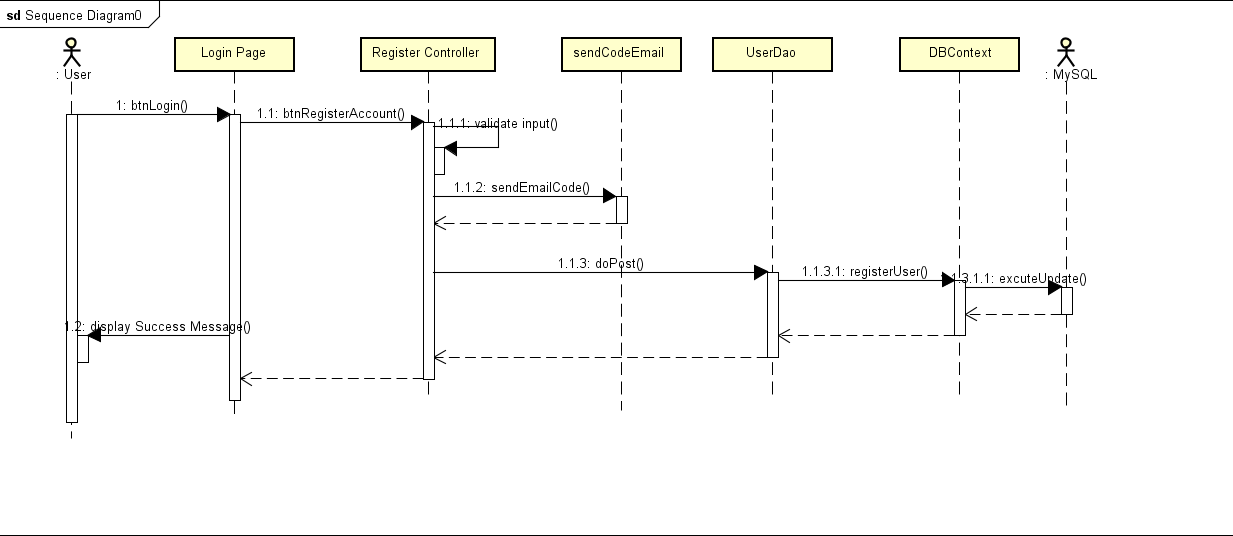 sd Sequence Diagram0
: User
Login Page
Register Controller
sendCodeEmail
UserDao
DBContext
: MySQL
1: btnLogin()
1.1: btnRegisterAccount()
1.1.1: validate input()
1.1.2: sendEmailCode()
1.1.3: doPost()
1.1.3.1: registerUser()
1.1.3.1.1: excuteUpdate()
1.2: display Success Message()